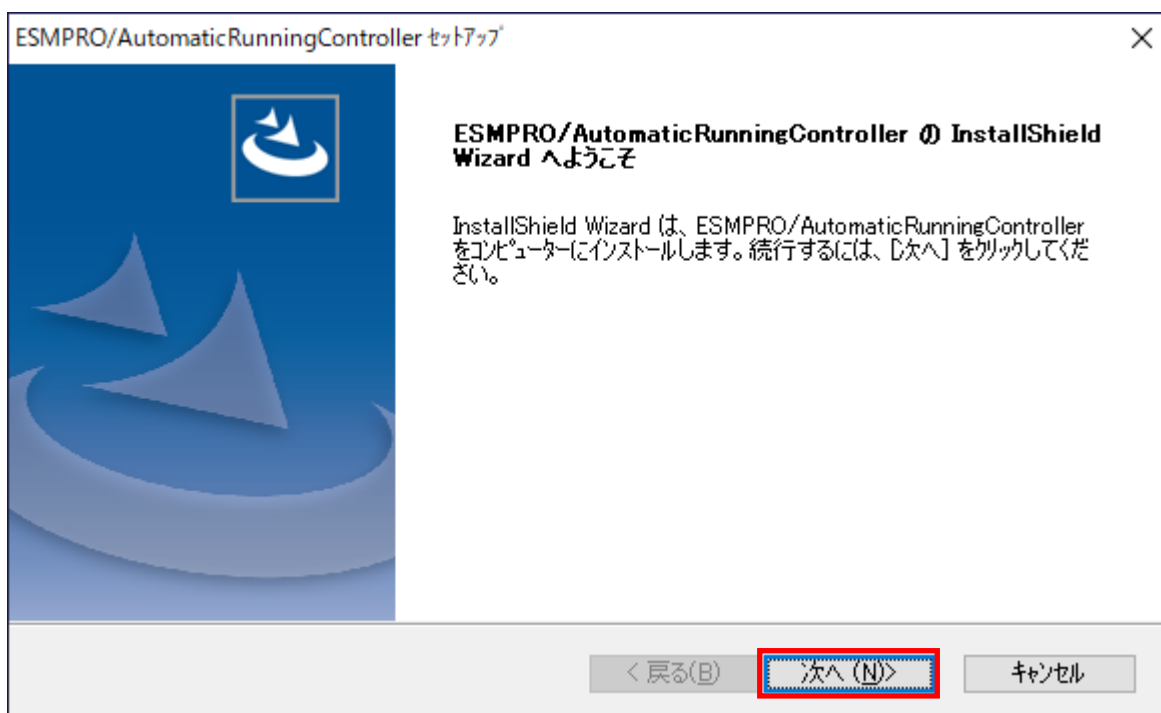 ESMPRO/AutomaticRunningController ｾｯﾄｱｯﾌﾟ
ESMPRO/AutomaticRunningController の InstallShield
Wizard へようこそ
InstallShield Wizard は、ESMPRO/AutomaticRunningController
をｺﾝﾋﾟｭｰﾀｰにｲﾝｽﾄｰﾙします。続行するには、[次へ] をｸﾘｯｸしてくだ
さい。
< 戻る(B)
次へ (N)>
ｷｬﾝｾﾙ